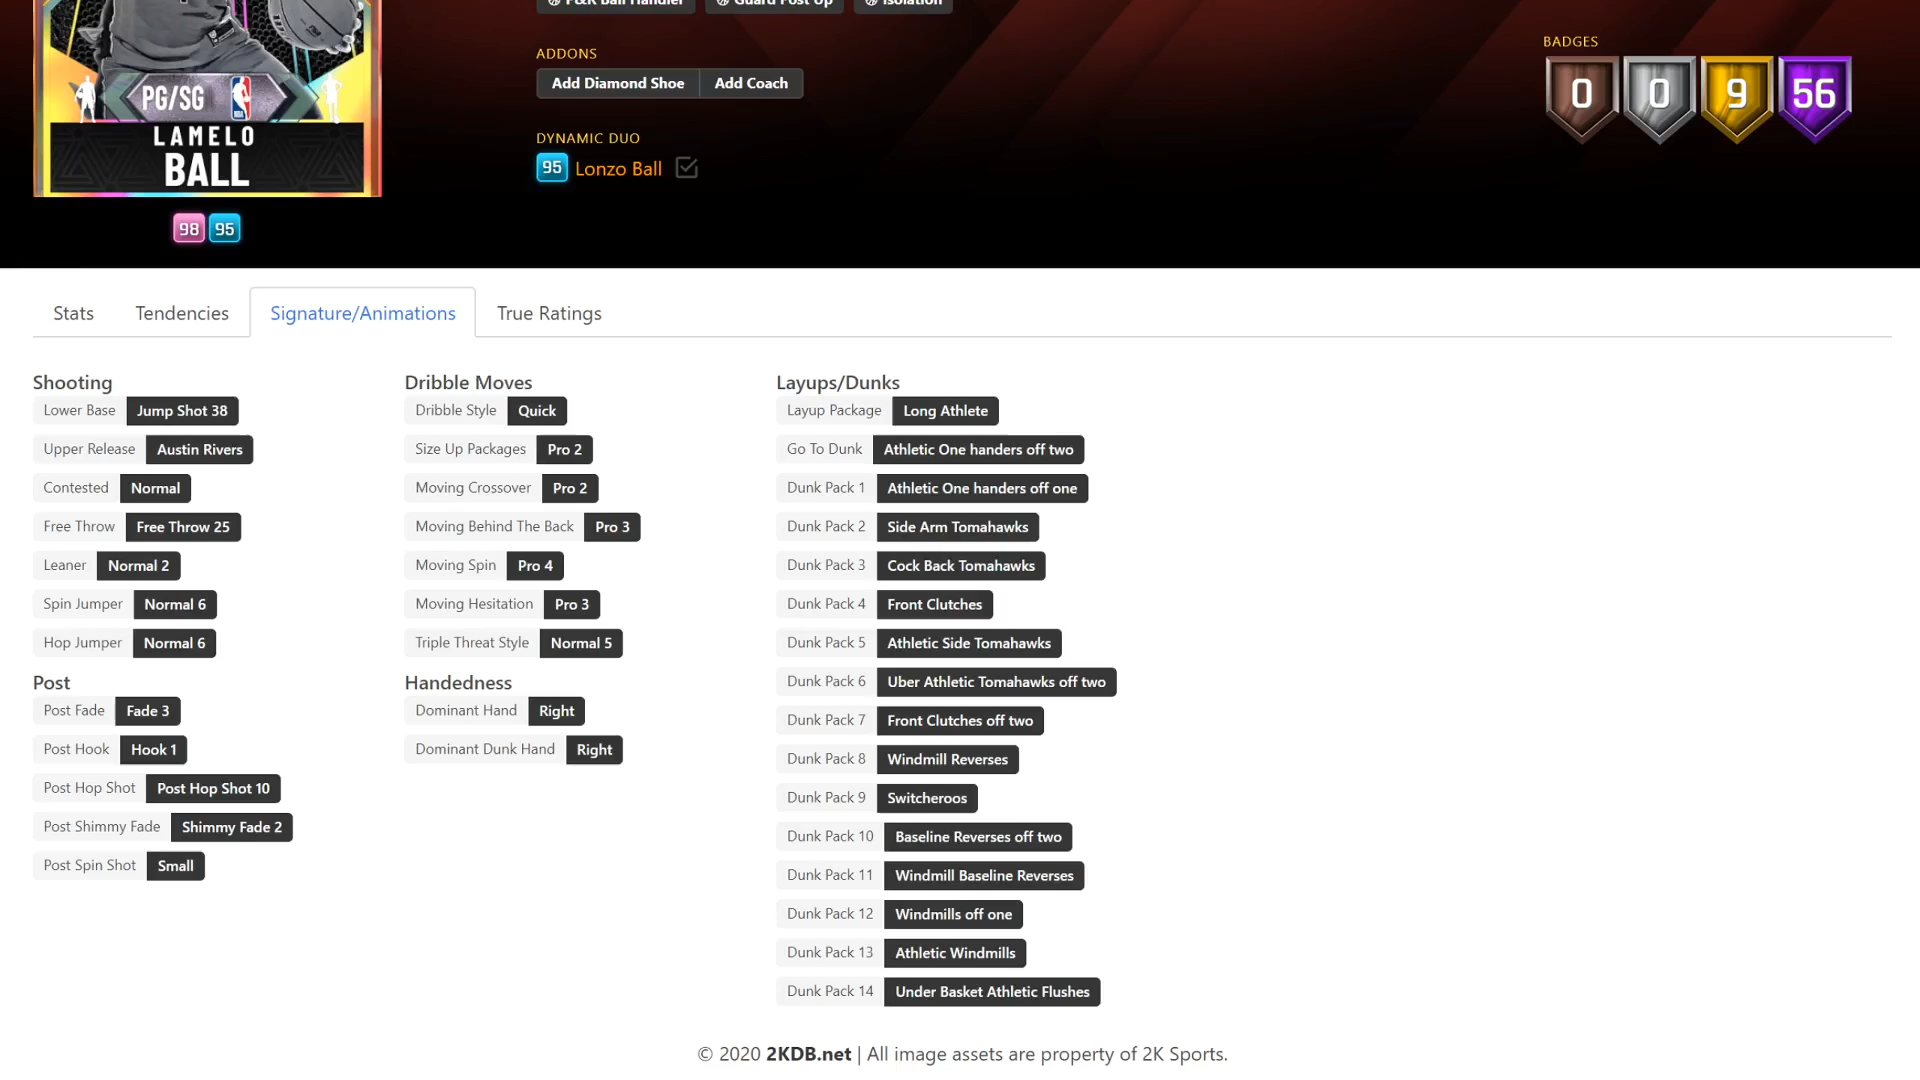 P&R Ball Handler Guard Post Up Isolation
ADDONS
Add Diamond Shoe Add Coach
DYNAMIC DUO
95 Lonzo Ball
BADGES
0 0 9 56
PG/SG
NBA
LAMELO
BALL
98 95
Stats Tendencies Signature/Animations True Ratings
Shooting
Lower Base Jump Shot 38
Upper Release Austin Rivers
Contested Normal
Free Throw Free Throw 25
Leaner Normal 2
Spin Jumper Normal 6
Hop Jumper Normal 6
Post
Post Fade Fade 3
Post Hook Hook 1
Post Hop Shot Post Hop Shot 10
Post Shimmy Fade Shimmy Fade 2
Post Spin Shot Small
Dribble Moves
Dribble Style Quick
Size Up Packages Pro 2
Moving Crossover Pro 2
Moving Behind The Back Pro 3
Moving Spin Pro 4
Moving Hesitation Pro 3
Triple Threat Style Normal 5
Handedness
Dominant Hand Right
Dominant Dunk Hand Right
Layups/Dunks
Layup Package Long Athlete
Go To Dunk Athletic One handers off two
Dunk Pack 1 Athletic One handers off one
Dunk Pack 2 Side Arm Tomahawks
Dunk Pack 3 Cock Back Tomahawks
Dunk Pack 4 Front Clutches
Dunk Pack 5 Athletic Side Tomahawks
Dunk Pack 6 Uber Athletic Tomahawks off two
Dunk Pack 7 Front Clutches off two
Dunk Pack 8 Windmill Reverses
Dunk Pack 9 Switcheroos
Dunk Pack 10 Baseline Reverses off two
Dunk Pack 11 Windmill Baseline Reverses
Dunk Pack 12 Windmills off one
Dunk Pack 13 Athletic Windmills
Dunk Pack 14 Under Basket Athletic Flushes
© 2020 2KDB.net | All image assets are property of 2K Sports.